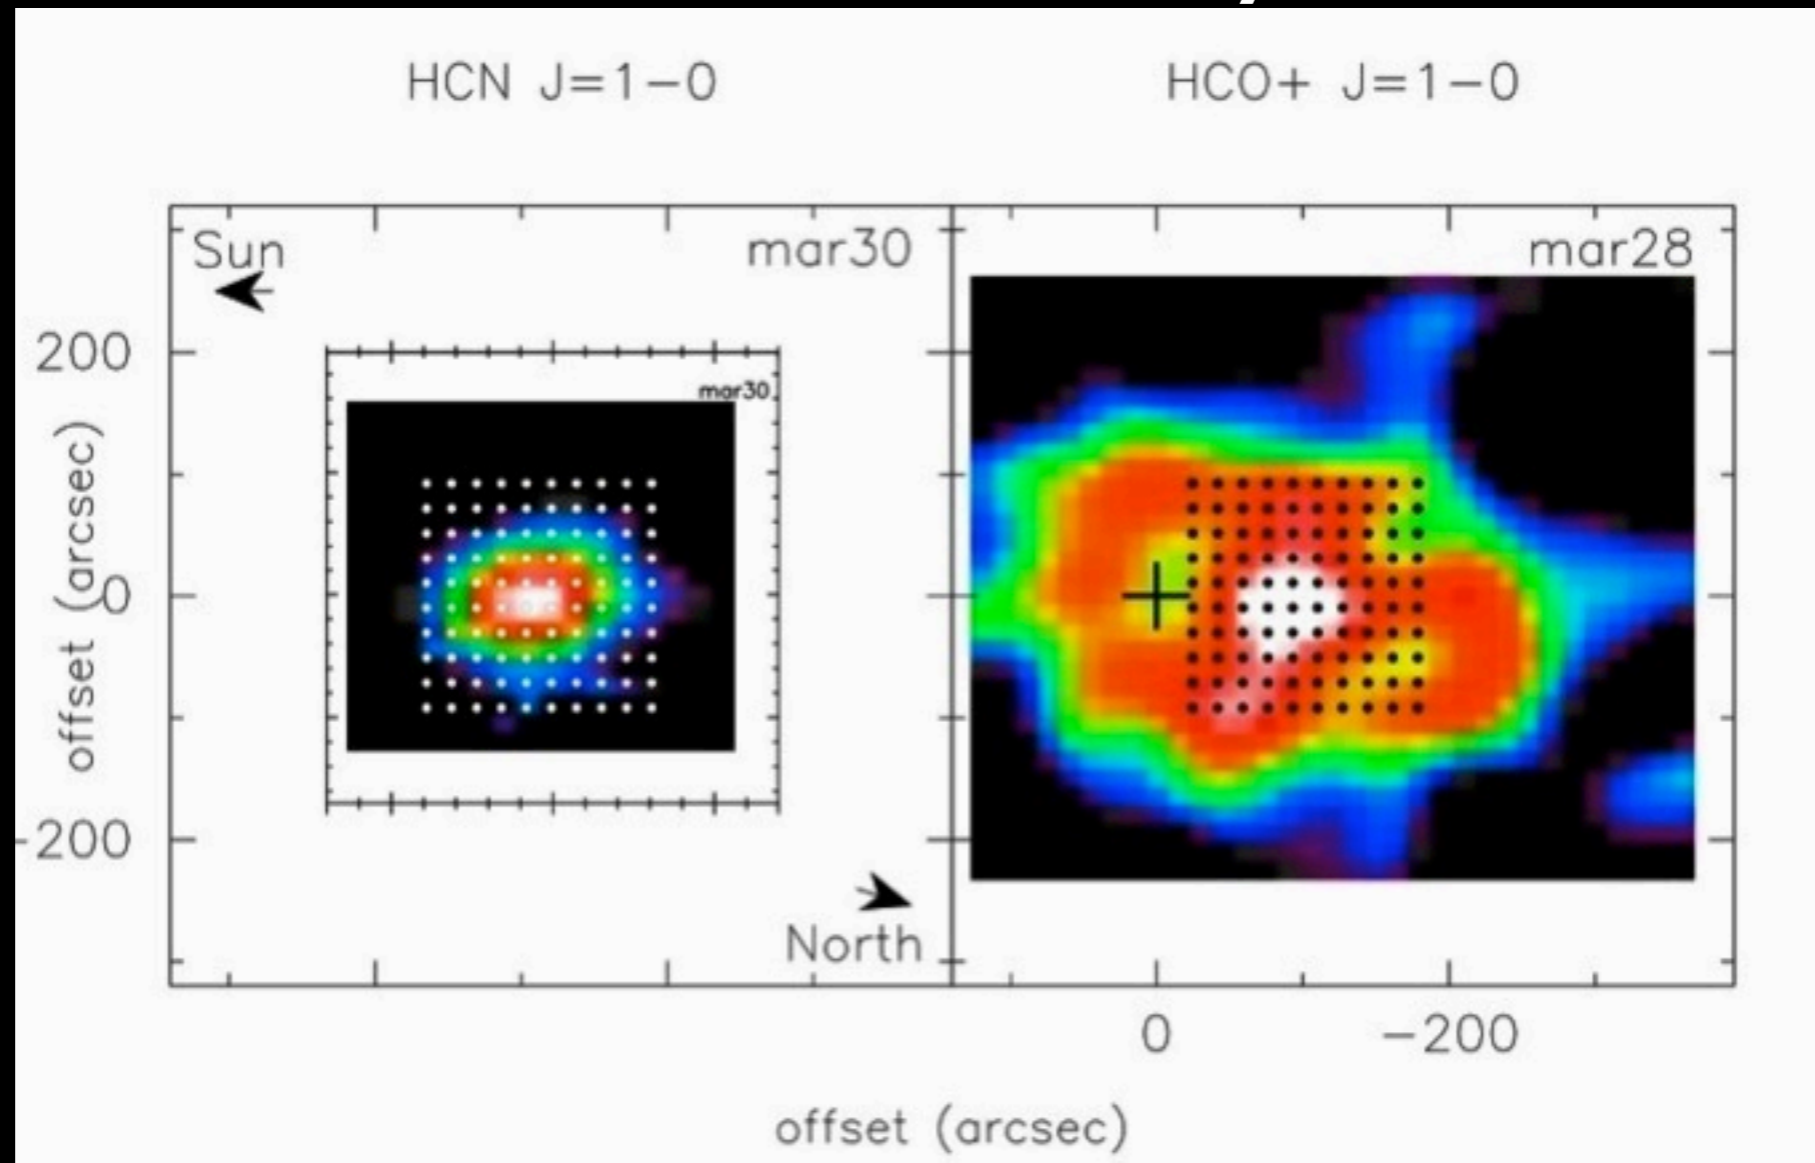 HCN J=1-0
HCO+ J=1-0
Sun
mar30
mar28
200
mar30
offset (arcsec)
0
-200
North
0
-200
offset (arcsec)